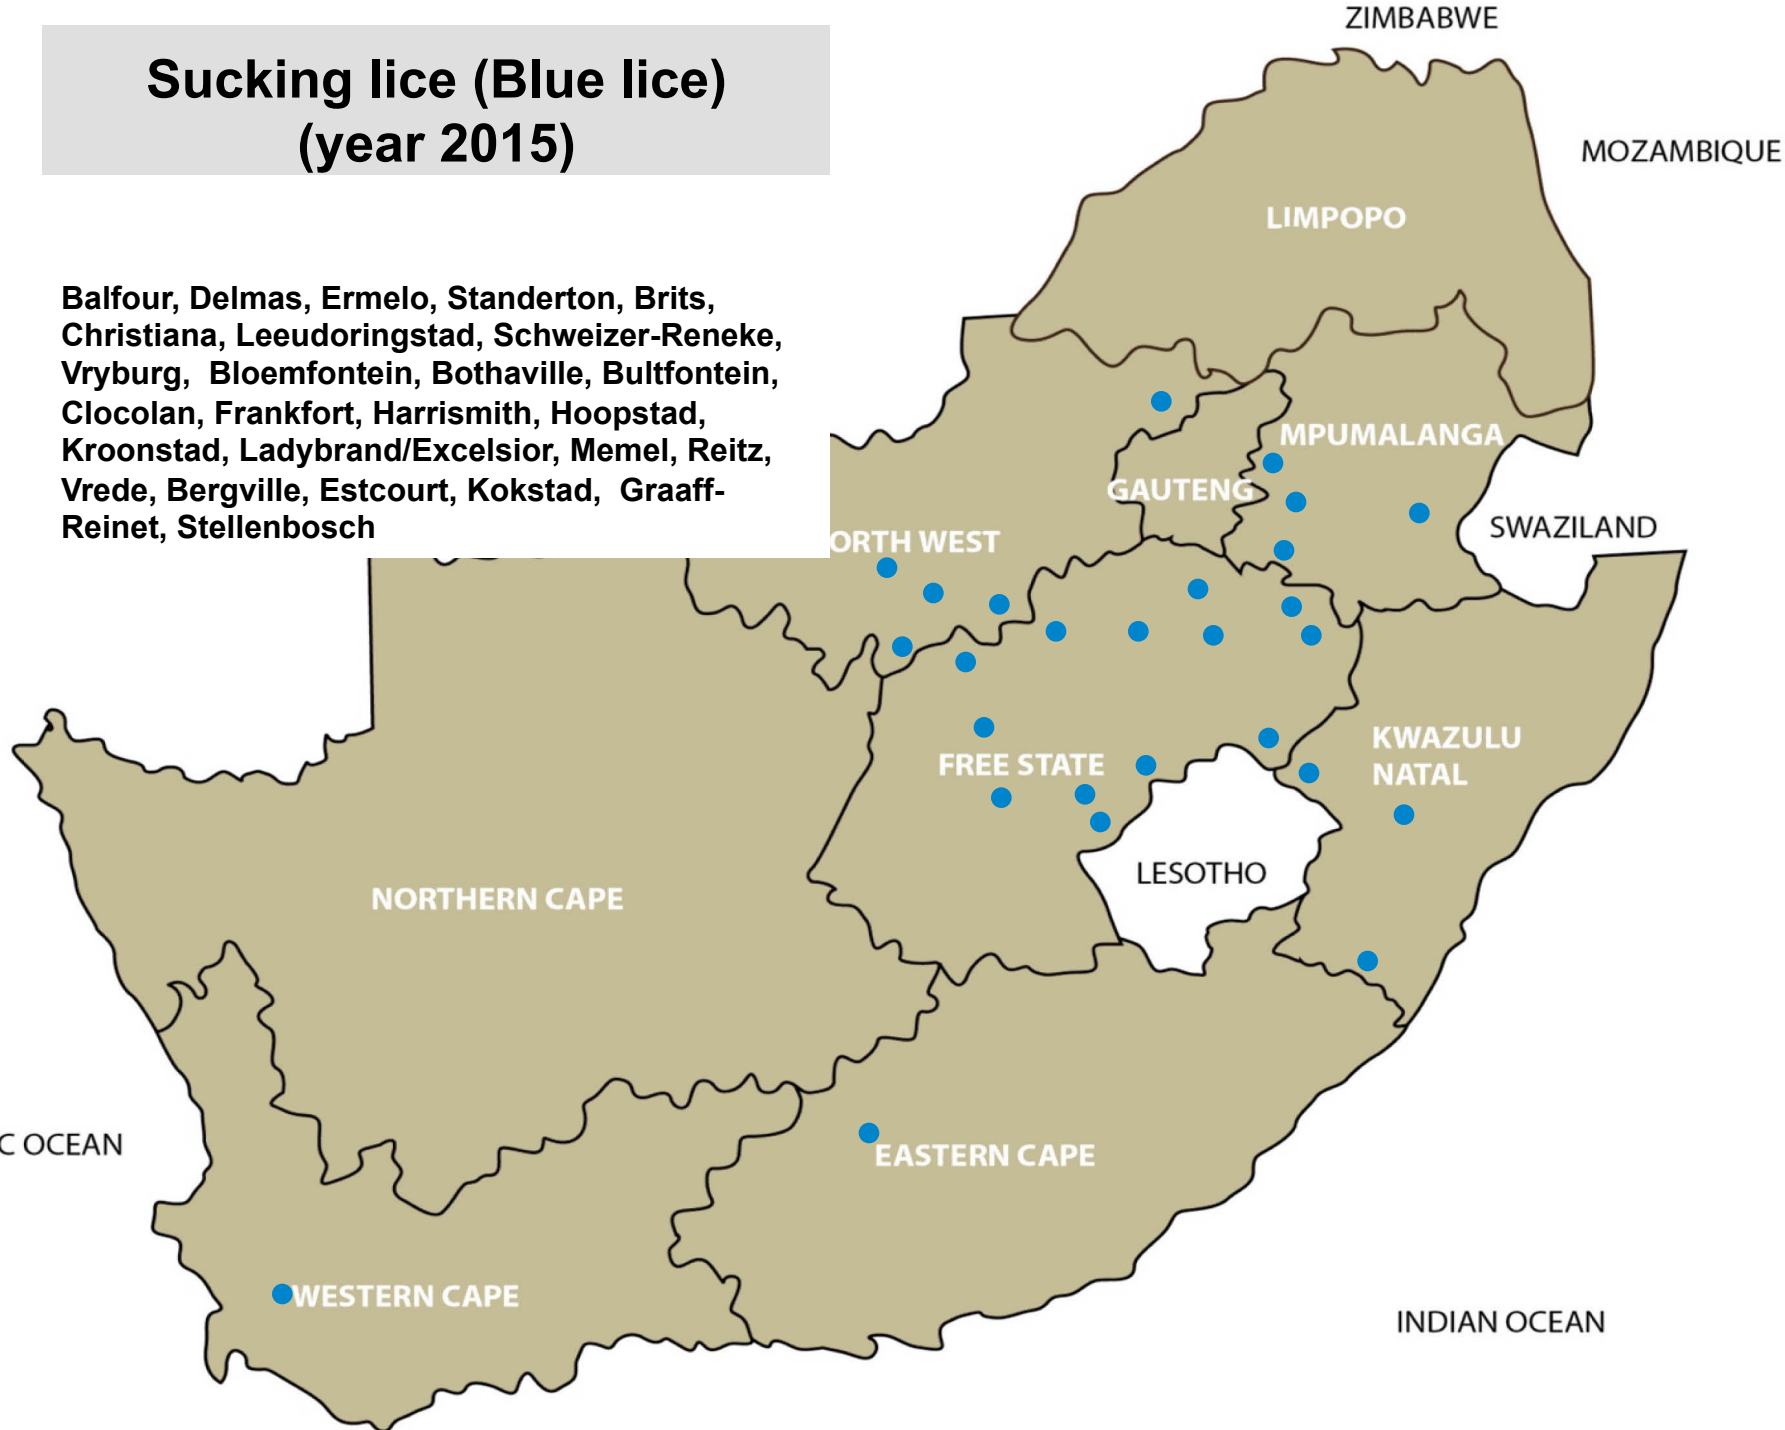 ZIMBABWE
Sucking lice (Blue lice)
(year 2015)
MOZAMBIQUE
LIMPOPO
Balfour, Delmas, Ermelo, Standerton, Brits,
Christiana, Leeudoringstad, Schweizer-Reneke,
Vryburg,  Bloemfontein, Bothaville, Bultfontein,
Clocolan, Frankfort, Harrismith, Hoopstad,
Kroonstad, Ladybrand/Excelsior, Memel, Reitz,
Vrede, Bergville, Estcourt, Kokstad,  Graaff-
Reinet, Stellenbosch
MPUMALANGA
GAUTENG
SWAZILAND
ORTH WEST
KWAZULU
NATAL
FREE STATE
LESOTHO
NORTHERN CAPE
C OCEAN
EASTERN CAPE
WESTERN CAPE
INDIAN OCEAN